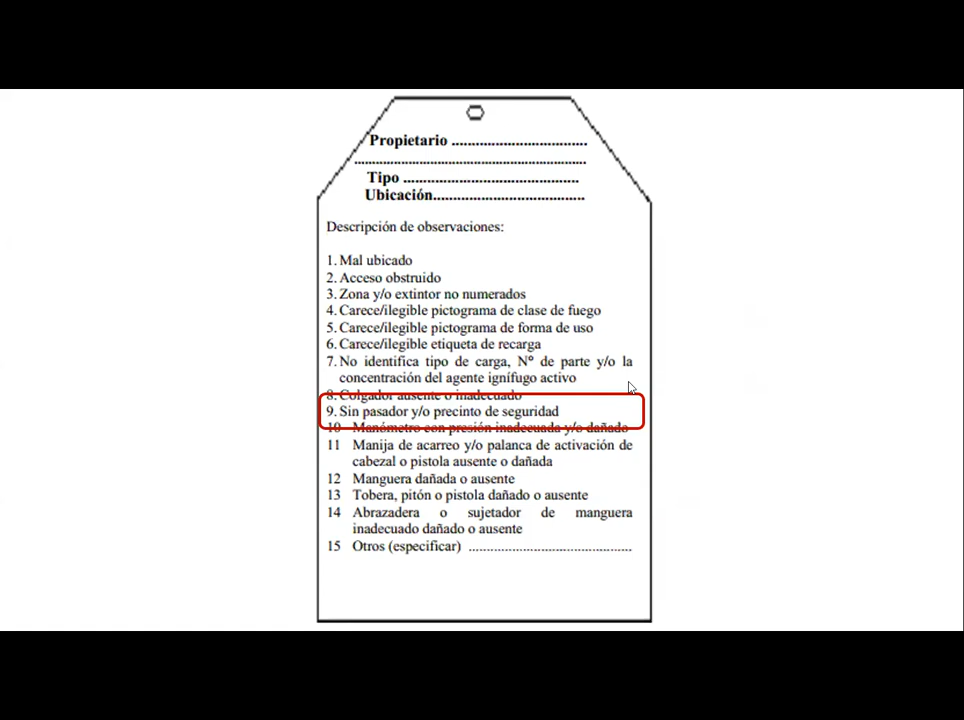 Propietario ..................................
..........................................................
Tipo ...........................................
Ubicación.....................................
Descripción de observaciones:
1. Mal ubicado
2. Acceso obstruido
3. Zona y/o extintor no numerados
4. Carece/ilegible pictograma de clase de fuego
5. Carece/ilegible pictograma de forma de uso
6. Carece/ilegible etiqueta de recarga
7. No identifica tipo de carga, Nº de parte y/o la
concentración del agente ignífugo activo
8. Colgador ausente o inadecuado
9. Sin pasador y/o precinto de seguridad
10 Manómetro con presión inadecuada y/o dañado
11 Manija de acarreo y/o palanca de activación de
cabezal o pistola ausente o dañada
12 Manguera dañada o ausente
13 Tobera, pitón o pistola dañado o ausente
14 Abrazadera o sujetador de manguera
inadecuado dañado o ausente
15 Otros (especificar) ............................................